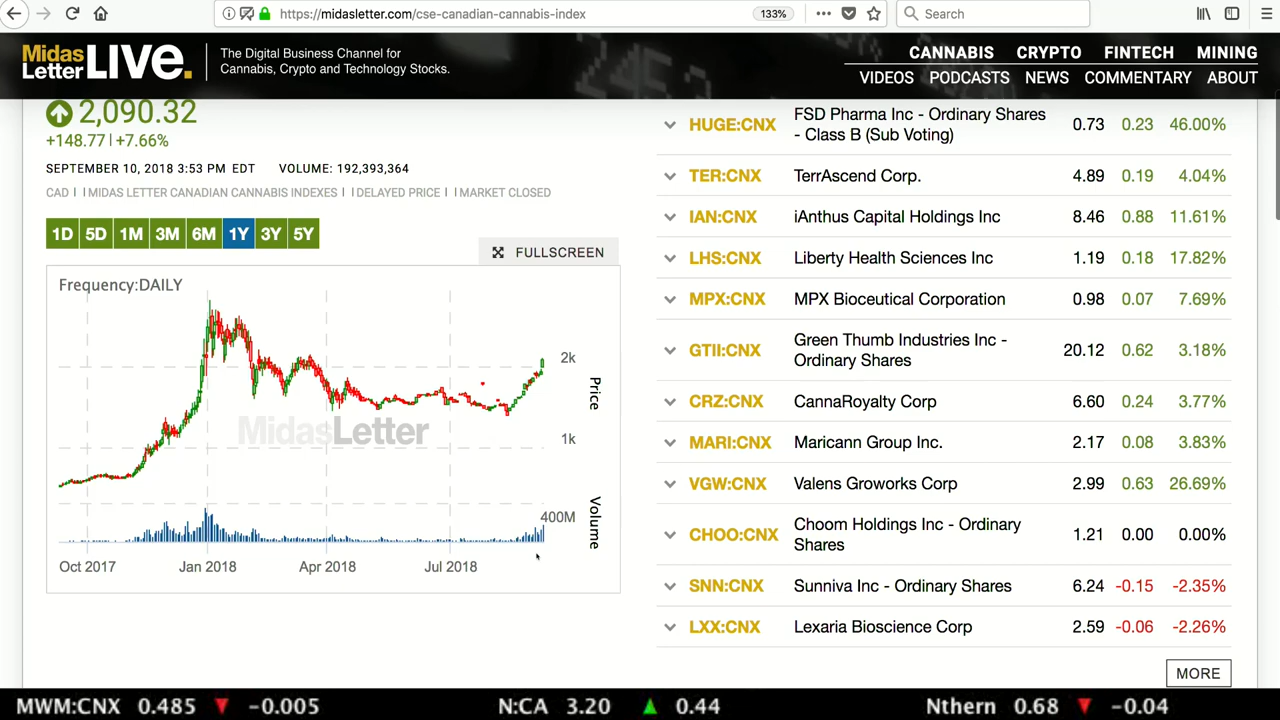 https://midasletter.com/cse-canadian-cannabis-index
133%
Search
Midas Letter LIVE.
The Digital Business Channel for
Cannabis, Crypto and Technology Stocks.
CANNABIS CRYPTO FINTECH MINING
VIDEOS PODCASTS NEWS COMMENTARY ABOUT
2,090.32
+148.77 | +7.66%
SEPTEMBER 10, 2018 3:53 PM EDT VOLUME: 192,393,364
CAD | | MIDAS LETTER CANADIAN CANNABIS INDEXES | | DELAYED PRICE | | MARKET CLOSED
1D 5D 1M 3M 6M 1Y 3Y 5Y
FULLSCREEN
Frequency:DAILY
2k
Price
1k
MidasLetter
400M
Volume
Oct 2017 Jan 2018 Apr 2018 Jul 2018
HUGE:CNX FSD Pharma Inc - Ordinary Shares - Class B (Sub Voting) 0.73 0.23 46.00%
TER:CNX TerrAscend Corp. 4.89 0.19 4.04%
IAN:CNX iAnthus Capital Holdings Inc 8.46 0.88 11.61%
LHS:CNX Liberty Health Sciences Inc 1.19 0.18 17.82%
MPX:CNX MPX Bioceutical Corporation 0.98 0.07 7.69%
GTII:CNX Green Thumb Industries Inc - Ordinary Shares 20.12 0.62 3.18%
CRZ:CNX CannaRoyalty Corp 6.60 0.24 3.77%
MARI:CNX Maricann Group Inc. 2.17 0.08 3.83%
VGW:CNX Valens Groworks Corp 2.99 0.63 26.69%
CHOO:CNX Choom Holdings Inc - Ordinary Shares 1.21 0.00 0.00%
SNN:CNX Sunniva Inc - Ordinary Shares 6.24 -0.15 -2.35%
LXX:CNX Lexaria Bioscience Corp 2.59 -0.06 -2.26%
MORE
MWM:CNX 0.485 -0.005 N:CA 3.20 0.44 Nthern 0.68 -0.04